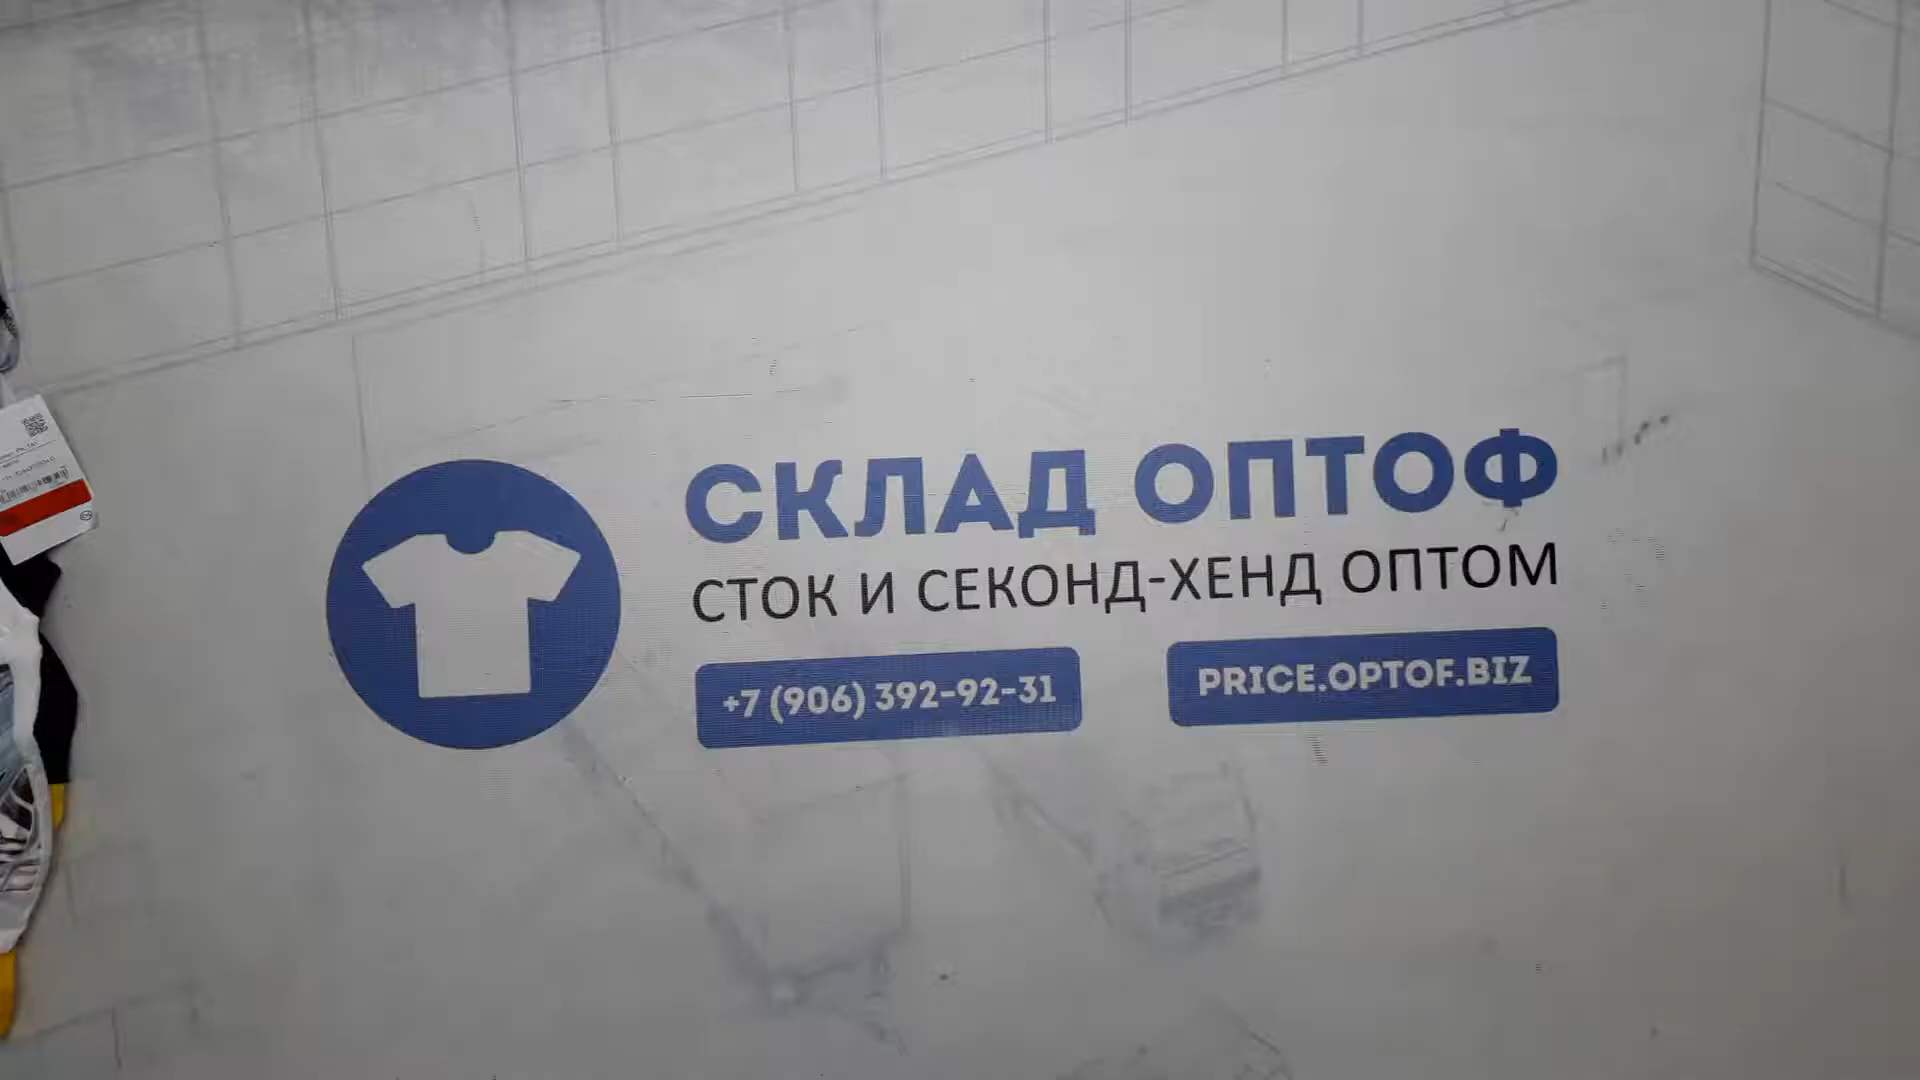 СКЛАД ОПТОФ
СТОК И СЕКОНД-ХЕНД ОПТОМ
+7 (906) 392-92-31
PRICE.OPTOF.BIZ